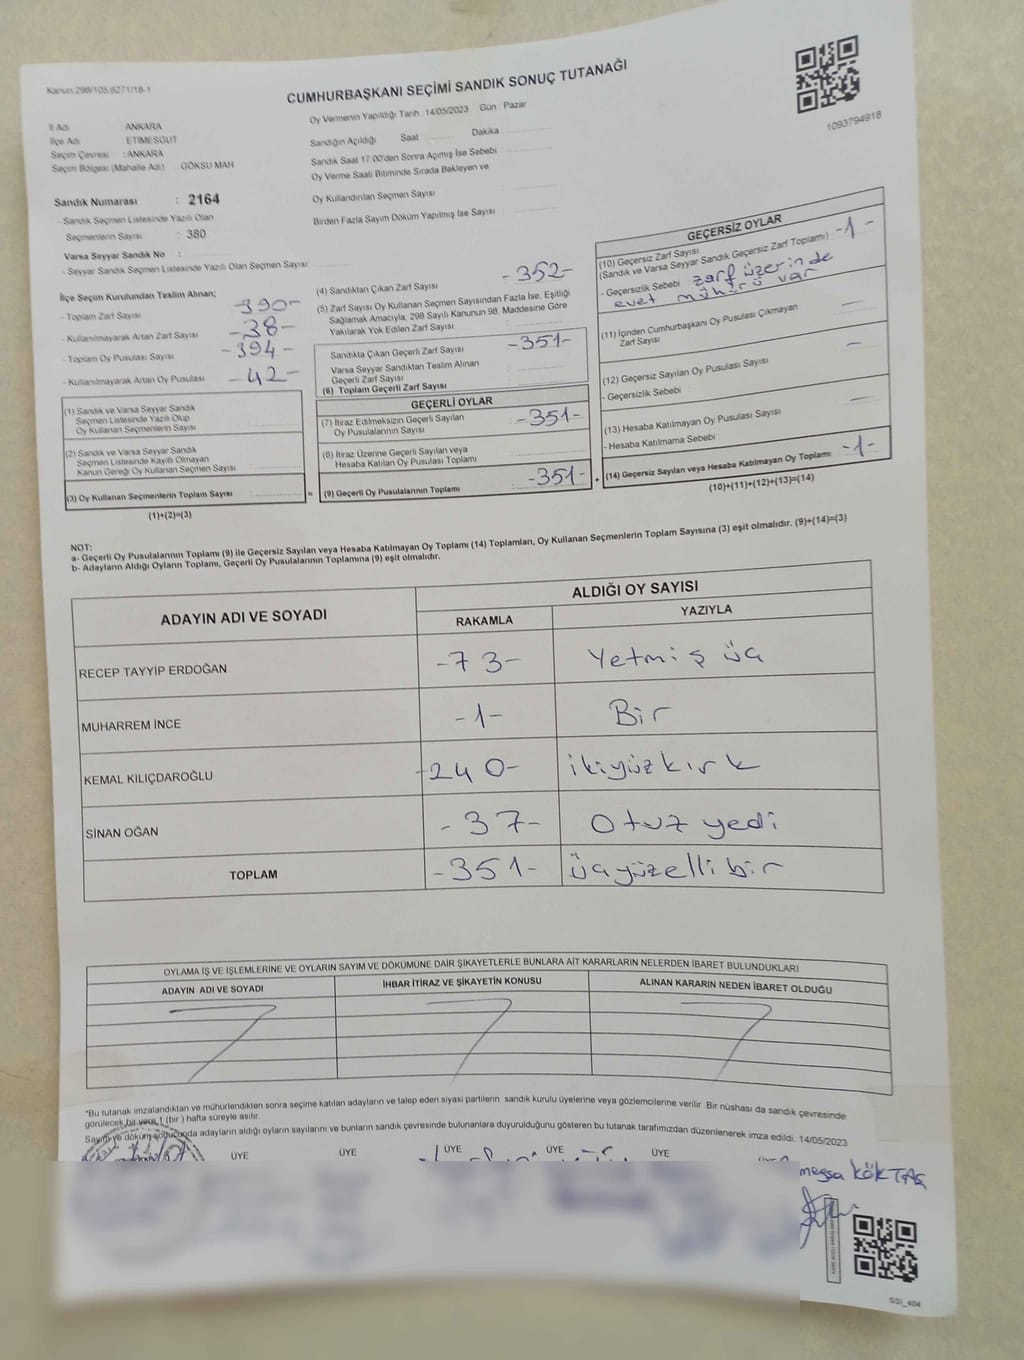 Kanun.298/105,6271/18-1
CUMHURBAŞKANI SEÇİMİ SANDIK SONUÇ TUTANAĞI
1093794918
İl Adı ANKARA
İlçe Adı ETİMESGUT
Seçim Çevresi : ANKARA
Seçim Bölgesi (Mahalle Adı) GÖKSU MAH.
Sandık Numarası : 2164
- Sandık Seçmen Listesinde Yazılı Olan
Seçmenlerin Sayısı : 380
Varsa Seyyar Sandık No :
- Seyyar Sandık Seçmen Listesinde Yazılı Olan Seçmen Sayısı
Oy Vermenin Yapıldığı Tarih : 14/05/2023 Gün : Pazar
Sandığın Açıldığı Saat Dakika
Sandık Saat 17:00'den Sonra Açımış İse Sebebi
Oy Verme Saati Bitiminde Sırada Bekleyen ve
Oy Kullandırılan Seçmen Sayısı
Birden Fazla Sayım Döküm Yapılmış İse Sayısı
İlçe Seçim Kurulundan Teslim Alınan;
- Toplam Zarf Sayısı -390-
- Kullanılmayarak Artan Zarf Sayısı -38-
- Toplam Oy Pusulası Sayısı -394-
- Kullanılmayarak Artan Oy Pusulası -42-
(4) Sandıktan Çıkan Zarf Sayısı -352-
(5) Zarf Sayısı Oy Kullanan Seçmen Sayısından Fazla İse, Eşitliği
Sağlamak Amacıyla, 298 Sayılı Kanunun 98. Maddesine Göre
Yakılarak Yok Edilen Zarf Sayısı
Sandıkta Çıkan Geçerli Zarf Sayısı -351-
Varsa Seyyar Sandıktan Teslim Alınan
Geçerli Zarf Sayısı
(6) Toplam Geçerli Zarf Sayısı
GEÇERSİZ OYLAR
(10) Geçersiz Zarf Sayısı
(Sandık ve Varsa Seyyar Sandık Geçersiz Zarf Toplamı) -1-
- Geçersizlik Sebebi zarf üzerinde
evet mühürü var
(11) İçinden Cumhurbaşkanı Oy Pusulası Çıkmayan
Zarf Sayısı —
(12) Geçersiz Sayılan Oy Pusulası Sayısı —
- Geçersizlik Sebebi :
(13) Hesaba Katılmayan Oy Pusulası Sayısı —
- Hesaba Katılmama Sebebi
(14) Geçersiz Sayılan veya Hesaba Katılmayan Oy Toplamı -1-
(10)+(11)+(12)+(13)=(14)
(1) Sandık ve Varsa Seyyar Sandık
Seçmen Listesinde Yazılı Olup
Oy Kullanan Seçmenlerin Sayısı
(2) Sandık ve Varsa Seyyar Sandık
Seçmen Listesinde Kayıtlı Olmayan
Kanun Gereği Oy Kullanan Seçmen Sayısı
(3) Oy Kullanan Seçmenlerin Toplam Sayısı =
(1)+(2)=(3)
GEÇERLİ OYLAR
(7) İtiraz Edilmeksizin Geçerli Sayılan
Oy Pusulalarının Sayısı -351-
(8) İtiraz Üzerine Geçerli Sayılan veya
Hesaba Katılan Oy Pusulası Toplamı
(9) Geçerli Oy Pusulalarının Toplamı : -351- +
NOT:
a- Geçerli Oy Pusulalarının Toplamı (9) ile Geçersiz Sayılan veya Hesaba Katılmayan Oy Toplamı (14) Toplamları, Oy Kullanan Seçmenlerin Toplam Sayısına (3) eşit olmalıdır. (9)+(14)=(3)
b- Adayların Aldığı Oyların Toplamı, Geçerli Oy Pusulalarının Toplamına (9) eşit olmalıdır.
ADAYIN ADI VE SOYADI
ALDIĞI OY SAYISI
RAKAMLA YAZIYLA
RECEP TAYYİP ERDOĞAN -73- Yetmiş üç
MUHARREM İNCE -1- Bir
KEMAL KILIÇDAROĞLU -240- ikiyüzkırk
SİNAN OĞAN -37- Otuz yedi
TOPLAM -351- üçyüzelli bir
OYLAMA İŞ VE İŞLEMLERİNE VE OYLARIN SAYIM VE DÖKÜMÜNE DAİR ŞİKAYETLERLE BUNLARA AİT KARARLARIN NELERDEN İBARET BULUNDUKLARI
ADAYIN ADI VE SOYADI İHBAR İTİRAZ VE ŞİKAYETİN KONUSU ALINAN KARARIN NEDEN İBARET OLDUĞU
*Bu tutanak imzalandıktan ve mühürlendikten sonra seçime katılan adayların ve talep eden siyasi partilerin sandık kurulu üyelerine veya gözlemcilerine verilir. Bir nüshası da sandık çevresinde
görülecek bir yere 1 (bir) hafta süreyle asılır.
Sayım ve döküm sonucunda adayların aldığı oyların sayılarını ve bunların sandık çevresinde bulunanlara duyurulduğunu gösteren bu tutanak tarafımızdan düzenlenerek imza edildi. 14/05/2023
ÜYE ÜYE ÜYE ÜYE ÜYE
KÖKTAŞ
SSİ_404